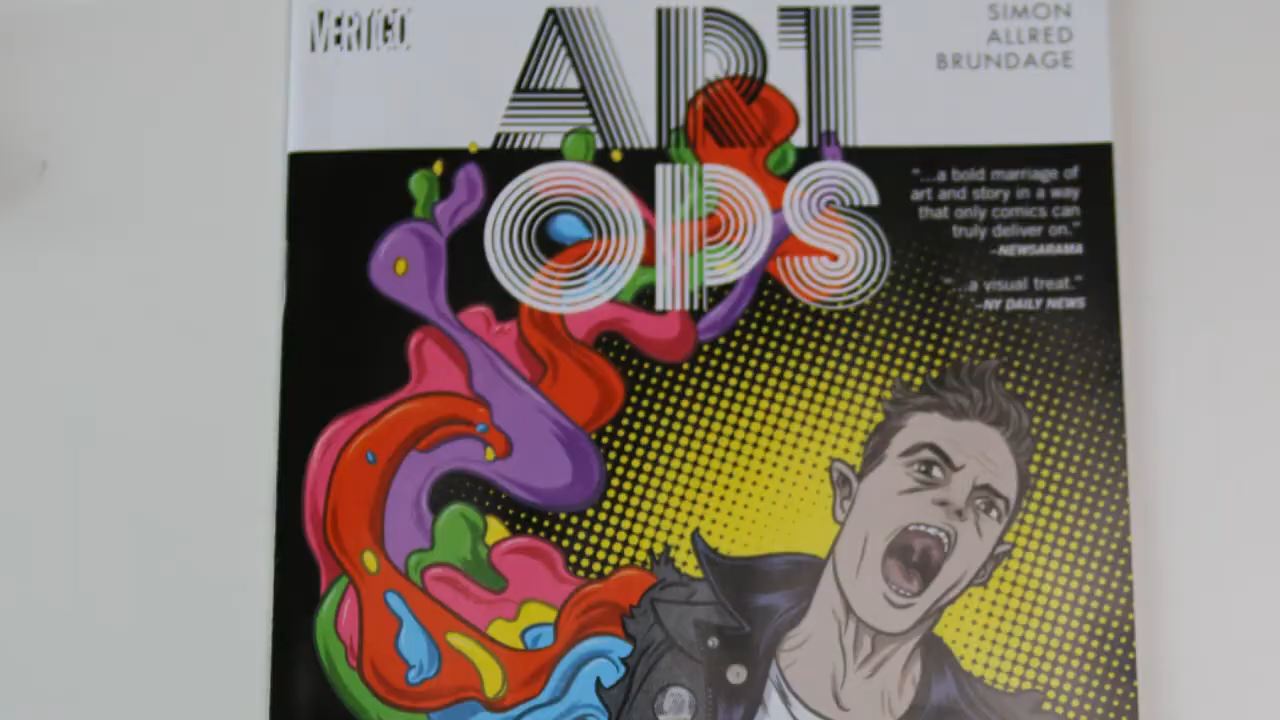 VERTIGO
ART
OPS
SIMON
ALLRED
BRUNDAGE
"...a bold marriage of
art and story in a way
that only comics can
truly deliver on."
–NEWSARAMA
"...a visual treat."
–NY DAILY NEWS